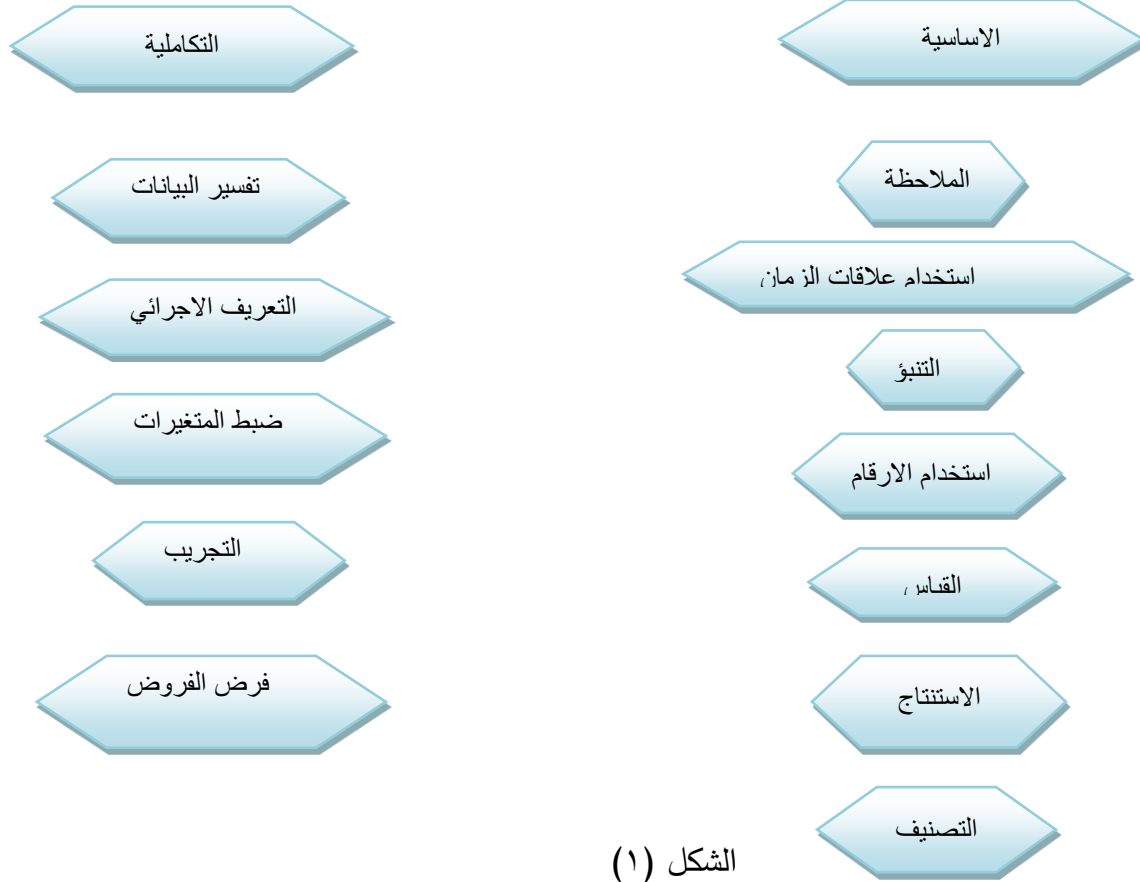 الاساسية
التكاملية
الملاحظة
استخدام علاقات الزمان
التنبؤ
استخدام الارقام
القياس
الاستنتاج
التصنيف
تفسير البيانات
التعريف الاجرائي
ضبط المتغيرات
التجريب
فرض الفروض
الشكل (١)